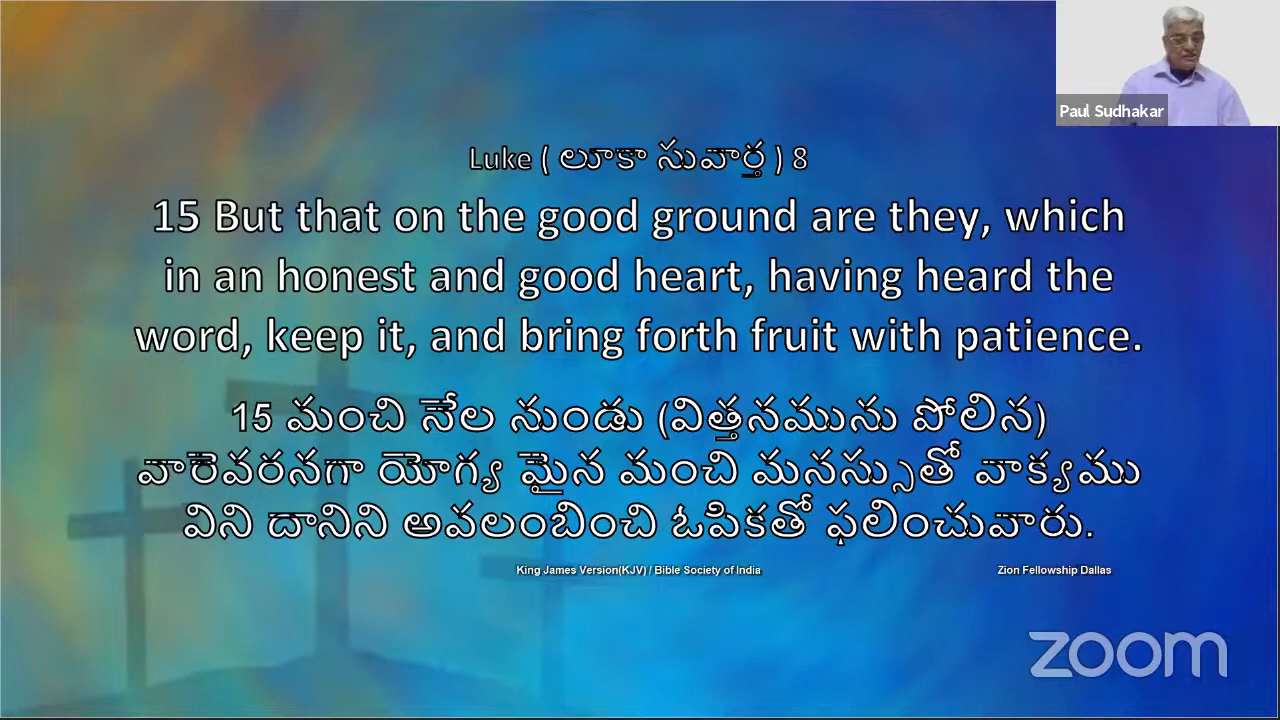 Paul Sudhakar
Luke ( లూకా సువార్త ) 8
15 But that on the good ground are they, which
in an honest and good heart, having heard the
word, keep it, and bring forth fruit with patience.
15 మంచి నేల నుండు (విత్తనమును పోలిన)
వారెవరనగా యోగ్య మైన మంచి మనస్సుతో వాక్యము
విని దానిని అవలంబించి ఓపికతో ఫలించువారు.
King James Version(KJV) / Bible Society of India
Zion Fellowship Dallas
zoom